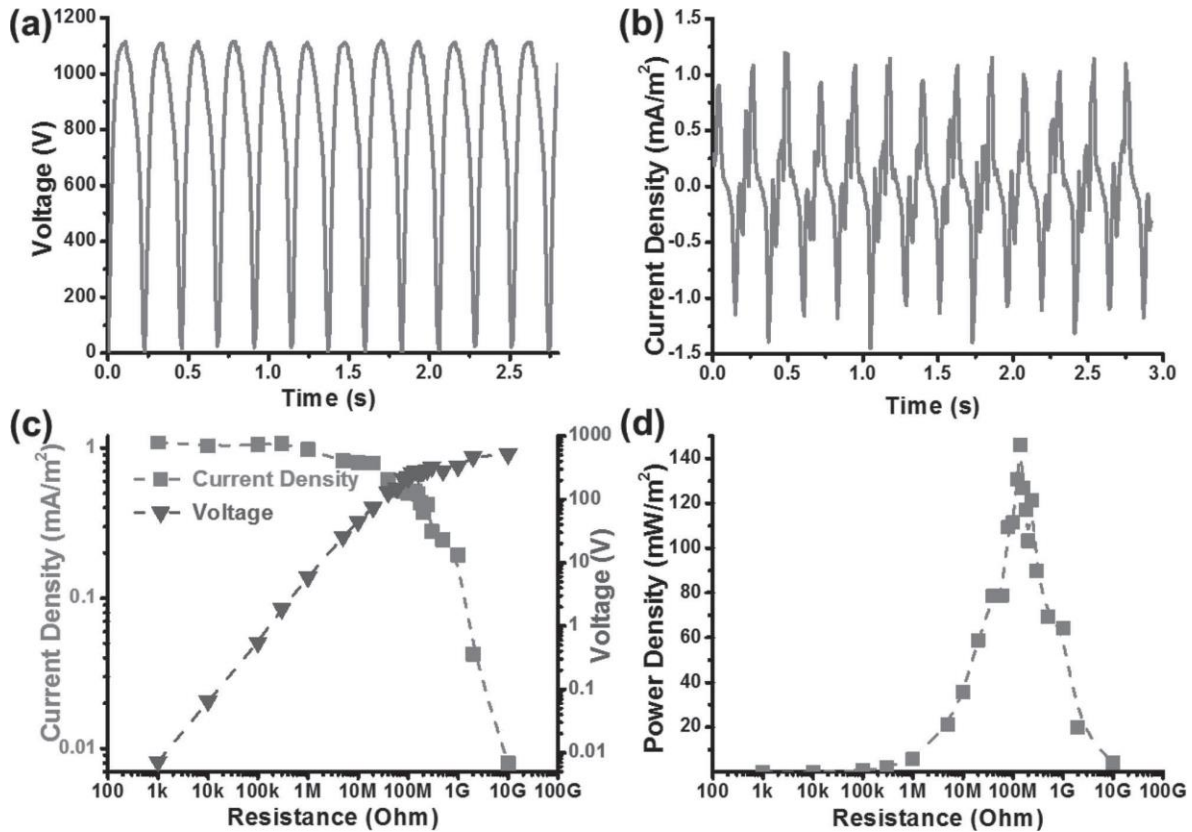 (a)
1200
1000
800
600
400
200
0
Voltage (V)
0.0 0.5 1.0 1.5 2.0 2.5
Time (s)
(b)
1.5
1.0
0.5
0.0
-0.5
-1.0
-1.5
Current Density (mA/m²)
0.0 0.5 1.0 1.5 2.0 2.5 3.0
Time (s)
(c)
1
0.1
0.01
Current Density (mA/m²)
Current Density
Voltage
1000
100
10
1
0.1
0.01
Voltage (V)
100 1k 10k 100k 1M 10M 100M 1G 10G 100G
Resistance (Ohm)
(d)
140
120
100
80
60
40
20
Power Density (mW/m²)
100 1k 10k 100k 1M 10M 100M 1G 10G 100G
Resistance (Ohm)